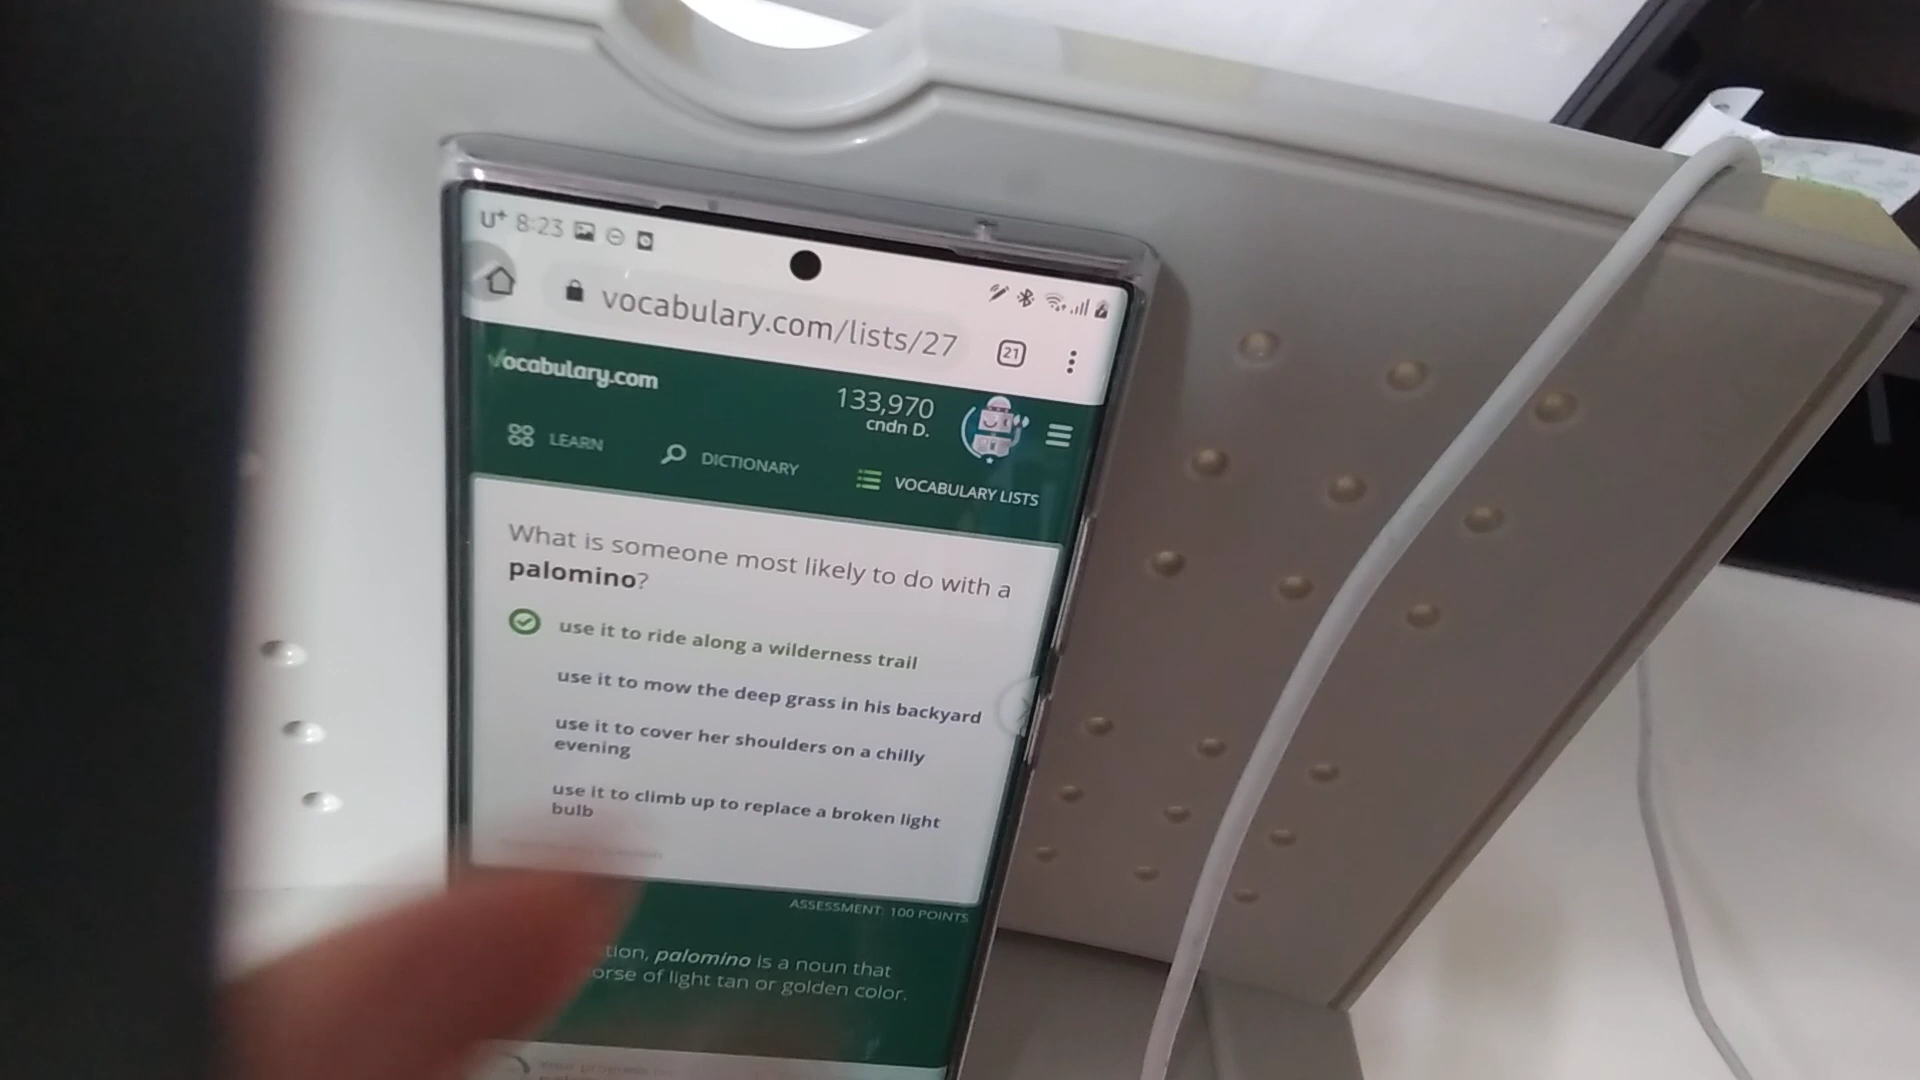 U+ 8:23
vocabulary.com/lists/27
21
Vocabulary.com
133,970
cndn D.
LEARN
DICTIONARY
VOCABULARY LISTS
What is someone most likely to do with a
palomino?
use it to ride along a wilderness trail
use it to mow the deep grass in his backyard
use it to cover her shoulders on a chilly
evening
use it to climb up to replace a broken light
bulb
ASSESSMENT: 100 POINTS
tion, palomino is a noun that
orse of light tan or golden color.